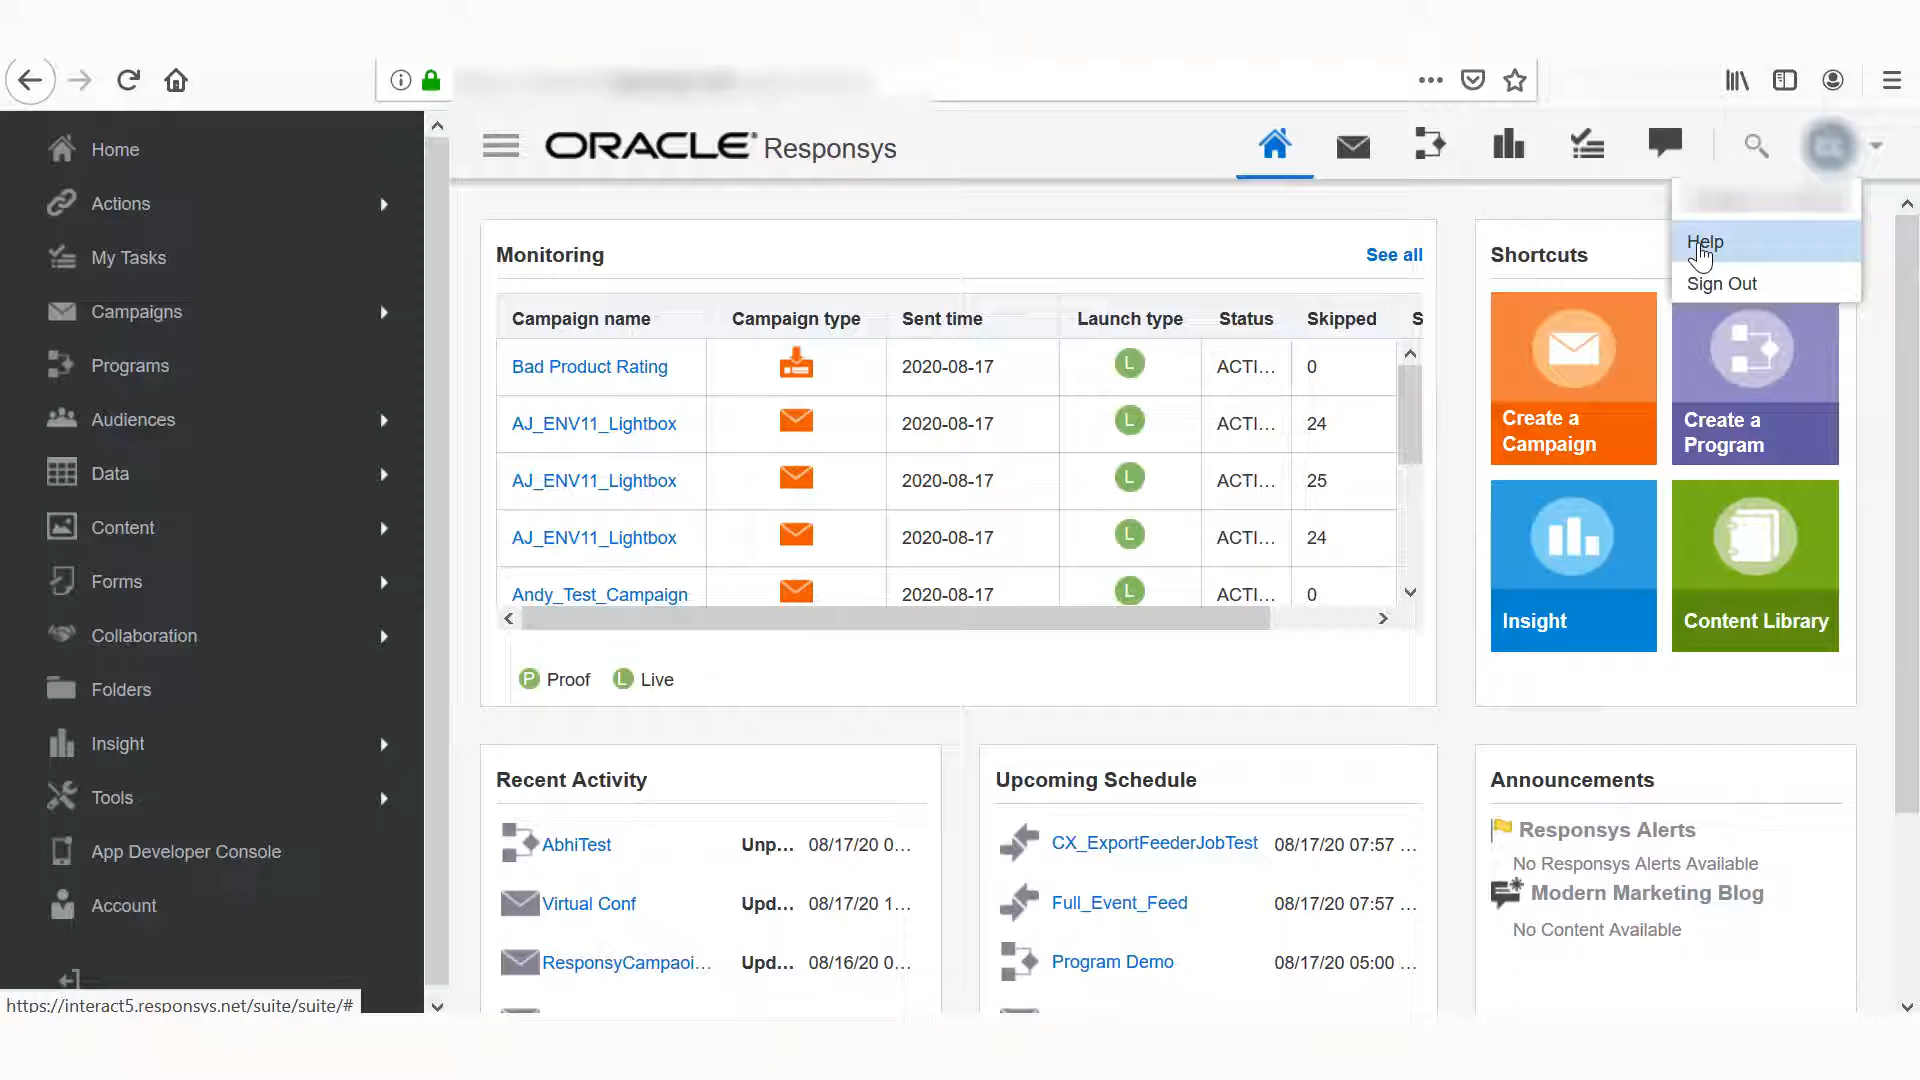 ORACLE Responsys
Home
Actions
My Tasks
Campaigns
Programs
Audiences
Data
Content
Forms
Collaboration
Folders
Insight
Tools
App Developer Console
Account
https://interact5.responsys.net/suite/suite/#
Help
Sign Out
Monitoring
See all
Campaign name Campaign type Sent time Launch type Status Skipped S
Bad Product Rating 2020-08-17 L ACTI... 0
AJ_ENV11_Lightbox 2020-08-17 L ACTI... 24
AJ_ENV11_Lightbox 2020-08-17 L ACTI... 25
AJ_ENV11_Lightbox 2020-08-17 L ACTI... 24
Andy_Test_Campaign 2020-08-17 L ACTI... 0
P Proof L Live
Shortcuts
Create a
Campaign
Create a
Program
Insight
Content Library
Recent Activity
AbhiTest Unp... 08/17/20 0...
Virtual Conf Upd... 08/17/20 1...
ResponsyCampaoi... Upd... 08/16/20 0...
Upcoming Schedule
CX_ExportFeederJobTest 08/17/20 07:57 ...
Full_Event_Feed 08/17/20 07:57 ...
Program Demo 08/17/20 05:00 ...
Announcements
Responsys Alerts
No Responsys Alerts Available
Modern Marketing Blog
No Content Available